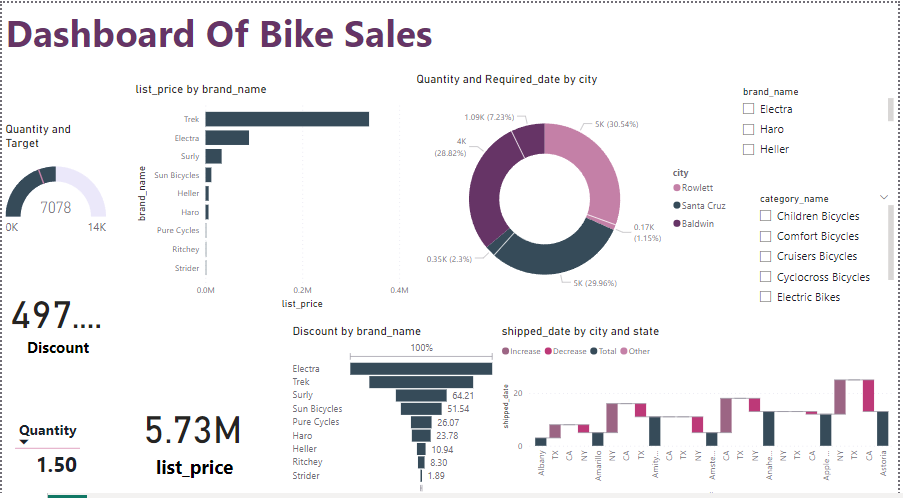 Dashboard Of Bike Sales
Quantity and
Target
7078
0K
14K
list_price by brand_name
brand_name
Trek
Electra
Surly
Sun Bicycles
Heller
Haro
Pure Cycles
Ritchey
Strider
0.0M
0.2M
0.4M
list_price
Quantity and Required_date by city
1.09K (7.23%)
5K (30.54%)
4K
(28.82%)
0.17K
(1.15%)
0.35K (2.3%)
5K (29.96%)
city
Rowlett
Santa Cruz
Baldwin
brand_name
Electra
Haro
Heller
category_name
Children Bicycles
Comfort Bicycles
Cruisers Bicycles
Cyclocross Bicycles
Electric Bikes
497....
Discount
Quantity
1.50
5.73M
list_price
Discount by brand_name
100%
Electra
Trek
Surly
64.21
Sun Bicycles
51.54
Pure Cycles
26.07
Haro
23.78
Heller
10.94
Ritchey
8.30
Strider
1.89
shipped_date by city and state
Increase
Decrease
Total
Other
shipped_date
20
0
Albany
TX
CA
NY
Amarillo
NY
CA
TX
Amity...
CA
TX
NY
Amste...
CA
TX
NY
Anahe...
TX
CA
NY
Apple ...
NY
TX
CA
Astoria